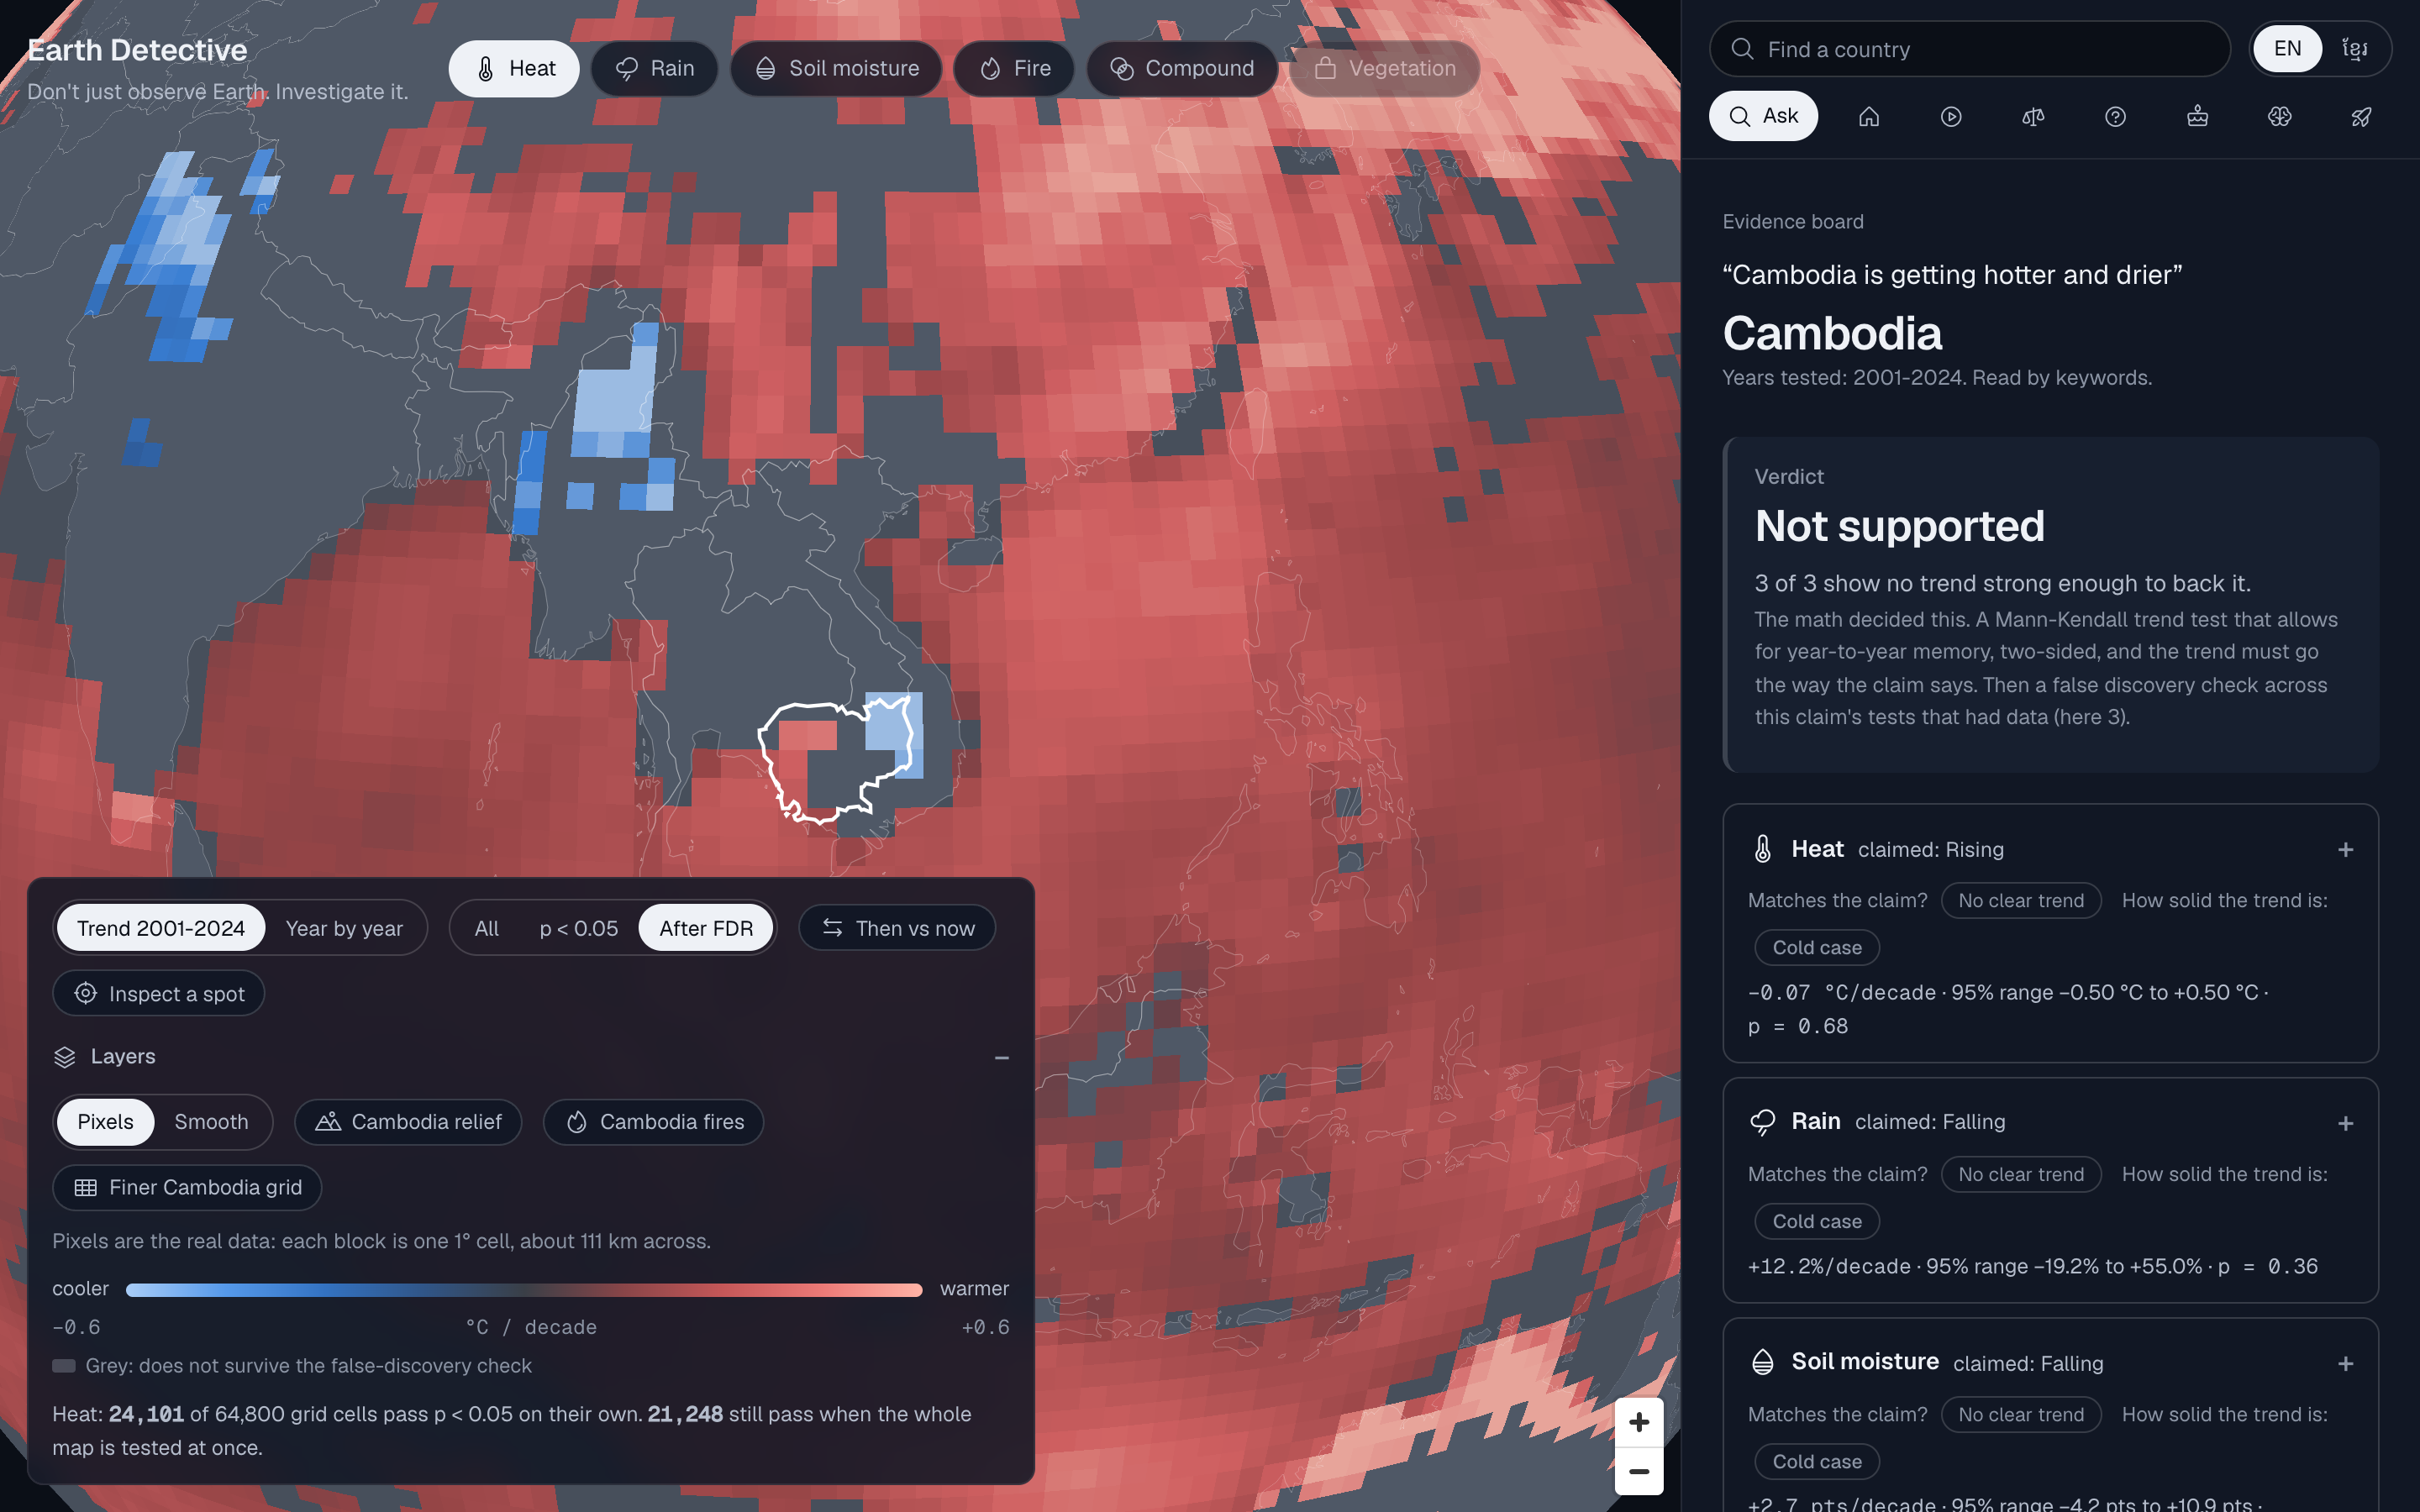 Earth Detective
Don't just observe Earth. Investigate it.
Heat
Rain
Soil moisture
Fire
Compound
Vegetation
Find a country
EN
ខ្មែរ
Ask
Evidence board
“Cambodia is getting hotter and drier”
Cambodia
Years tested: 2001-2024. Read by keywords.
Verdict
Not supported
3 of 3 show no trend strong enough to back it.
The math decided this. A Mann-Kendall trend test that allows
for year-to-year memory, two-sided, and the trend must go
the way the claim says. Then a false discovery check across
this claim's tests that had data (here 3).
Heat claimed: Rising
Matches the claim? No clear trend How solid the trend is:
Cold case
−0.07 °C/decade · 95% range −0.50 °C to +0.50 °C ·
p = 0.68
Rain claimed: Falling
Matches the claim? No clear trend How solid the trend is:
Cold case
+12.2%/decade · 95% range −19.2% to +55.0% · p = 0.36
Soil moisture claimed: Falling
Matches the claim? No clear trend How solid the trend is:
Cold case
+2.7 pts/decade · 95% range −4.2 pts to +10.9 pts ·
Trend 2001-2024
Year by year
All
p < 0.05
After FDR
Then vs now
Inspect a spot
Layers
Pixels
Smooth
Cambodia relief
Cambodia fires
Finer Cambodia grid
Pixels are the real data: each block is one 1° cell, about 111 km across.
cooler
warmer
−0.6
°C / decade
+0.6
Grey: does not survive the false-discovery check
Heat: 24,101 of 64,800 grid cells pass p < 0.05 on their own. 21,248 still pass when the whole
map is tested at once.